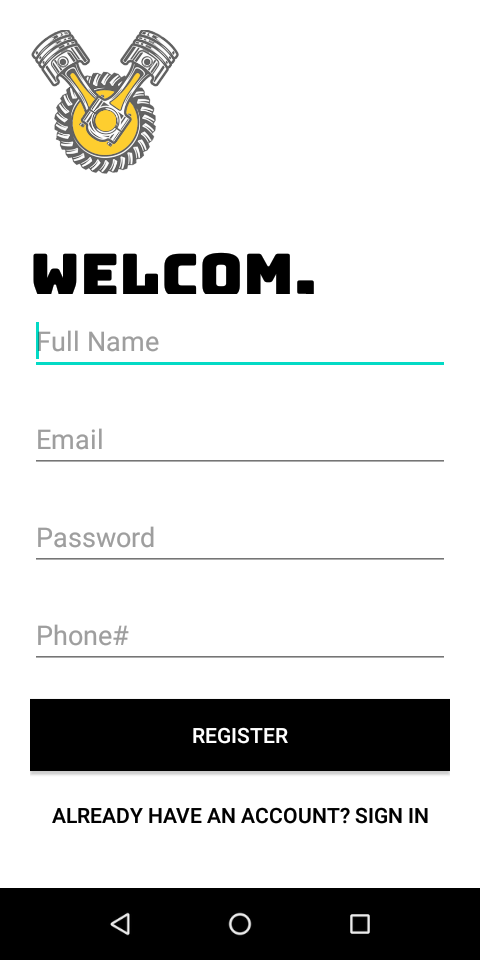 WELCOM.
Full Name
Email
Password
Phone#
REGISTER
ALREADY HAVE AN ACCOUNT? SIGN IN